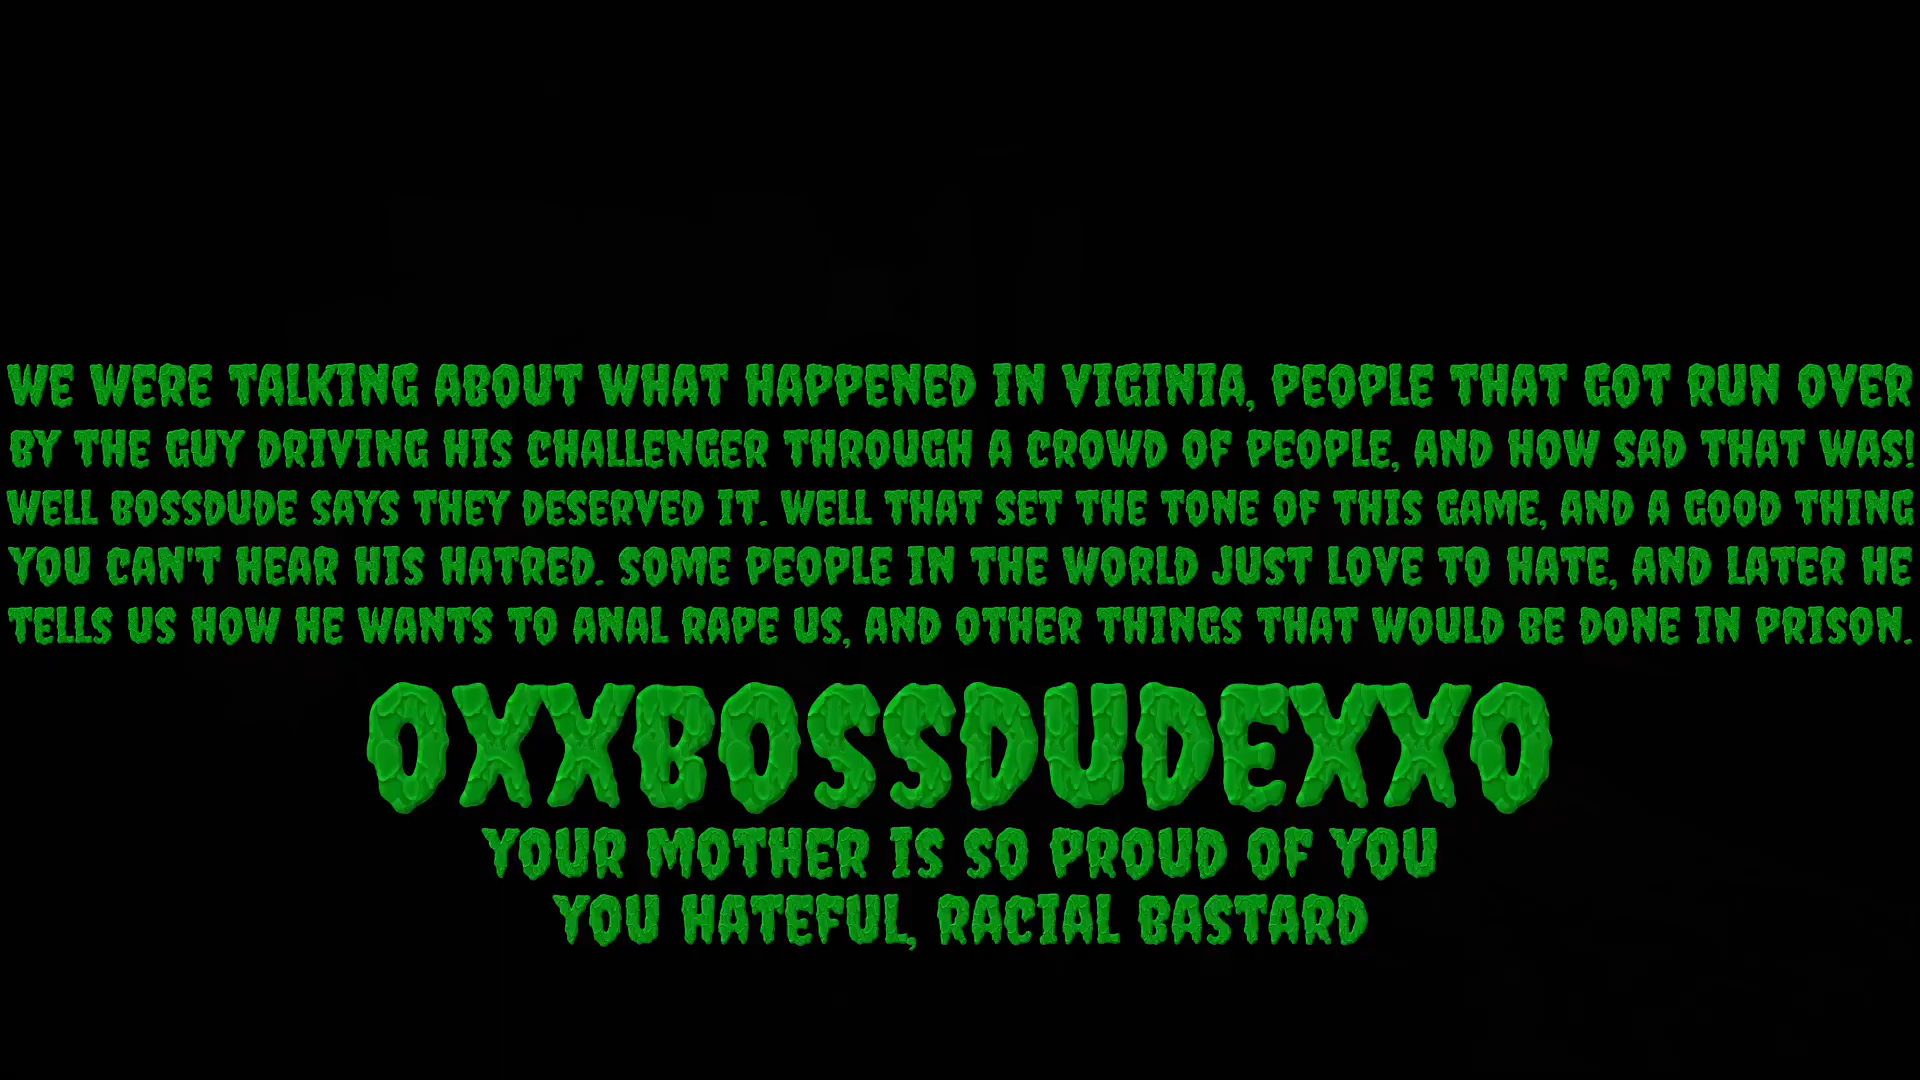 WE WERE TALKING ABOUT WHAT HAPPENED IN VIGINIA, PEOPLE THAT GOT RUN OVER
BY THE GUY DRIVING HIS CHALLENGER THROUGH A CROWD OF PEOPLE, AND HOW SAD THAT WAS!
WELL BOSSDUDE SAYS THEY DESERVED IT. WELL THAT SET THE TONE OF THIS GAME, AND A GOOD THING
YOU CAN'T HEAR HIS HATRED. SOME PEOPLE IN THE WORLD JUST LOVE TO HATE, AND LATER HE
TELLS US HOW HE WANTS TO ANAL RAPE US, AND OTHER THINGS THAT WOULD BE DONE IN PRISON.
OXXBOSSDUDEXXO
YOUR MOTHER IS SO PROUD OF YOU
YOU HATEFUL, RACIAL BASTARD